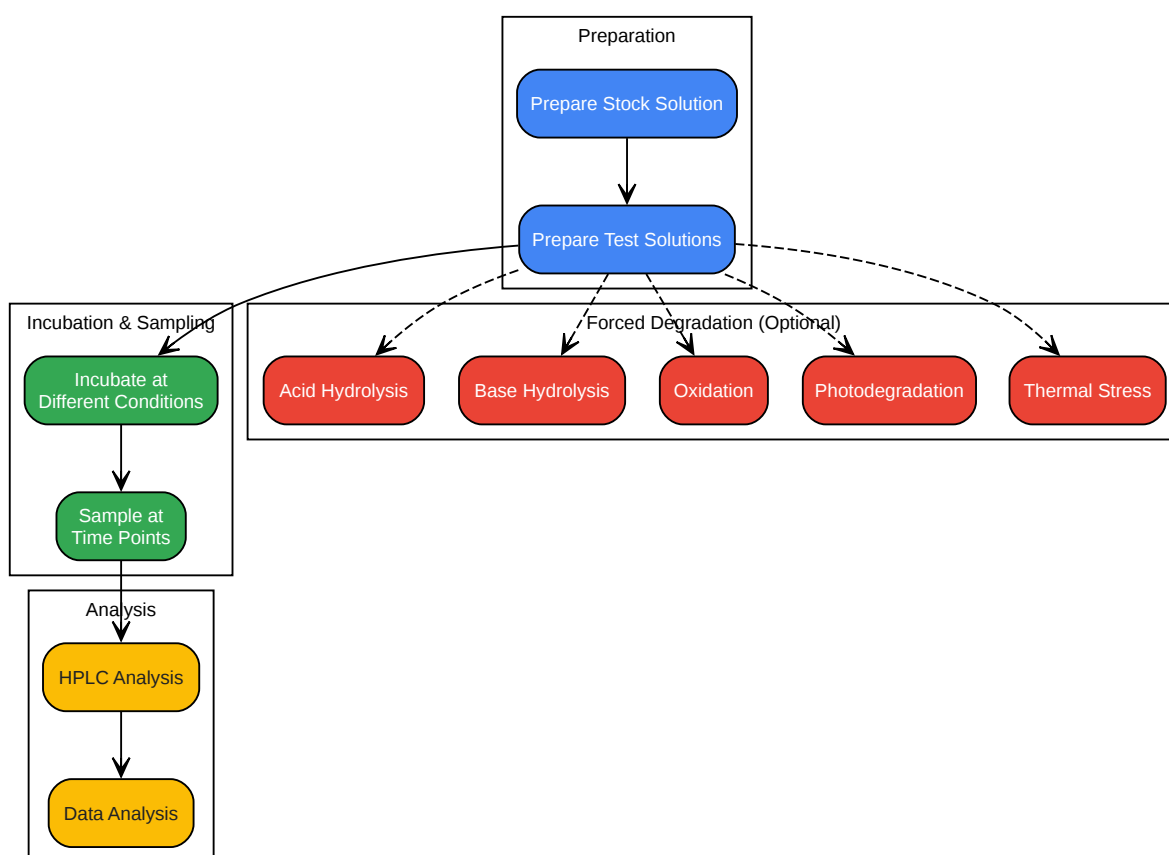 Preparation
Prepare Stock Solution
Prepare Test Solutions
Incubation & Sampling
Forced Degradation (Optional)
Incubate at
Different Conditions
Acid Hydrolysis
Base Hydrolysis
Oxidation
Photodegradation
Thermal Stress
Sample at
Time Points
Analysis
HPLC Analysis
Data Analysis